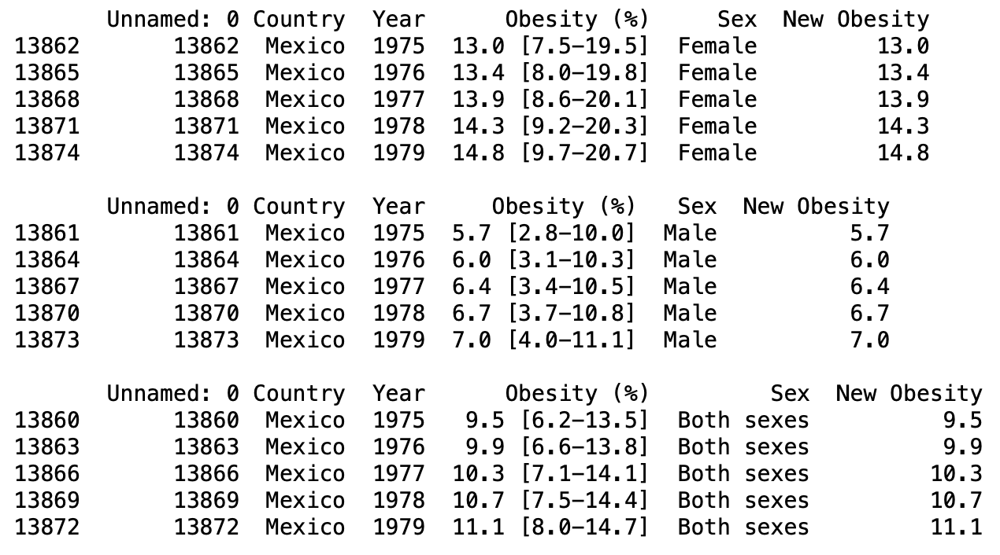 Unnamed: 0 Country Year Obesity (%) Sex New Obesity
13862 13862 Mexico 1975 13.0 [7.5-19.5] Female 13.0
13865 13865 Mexico 1976 13.4 [8.0-19.8] Female 13.4
13868 13868 Mexico 1977 13.9 [8.6-20.1] Female 13.9
13871 13871 Mexico 1978 14.3 [9.2-20.3] Female 14.3
13874 13874 Mexico 1979 14.8 [9.7-20.7] Female 14.8
Unnamed: 0 Country Year Obesity (%) Sex New Obesity
13861 13861 Mexico 1975 5.7 [2.8-10.0] Male 5.7
13864 13864 Mexico 1976 6.0 [3.1-10.3] Male 6.0
13867 13867 Mexico 1977 6.4 [3.4-10.5] Male 6.4
13870 13870 Mexico 1978 6.7 [3.7-10.8] Male 6.7
13873 13873 Mexico 1979 7.0 [4.0-11.1] Male 7.0
Unnamed: 0 Country Year Obesity (%) Sex New Obesity
13860 13860 Mexico 1975 9.5 [6.2-13.5] Both sexes 9.5
13863 13863 Mexico 1976 9.9 [6.6-13.8] Both sexes 9.9
13866 13866 Mexico 1977 10.3 [7.1-14.1] Both sexes 10.3
13869 13869 Mexico 1978 10.7 [7.5-14.4] Both sexes 10.7
13872 13872 Mexico 1979 11.1 [8.0-14.7] Both sexes 11.1